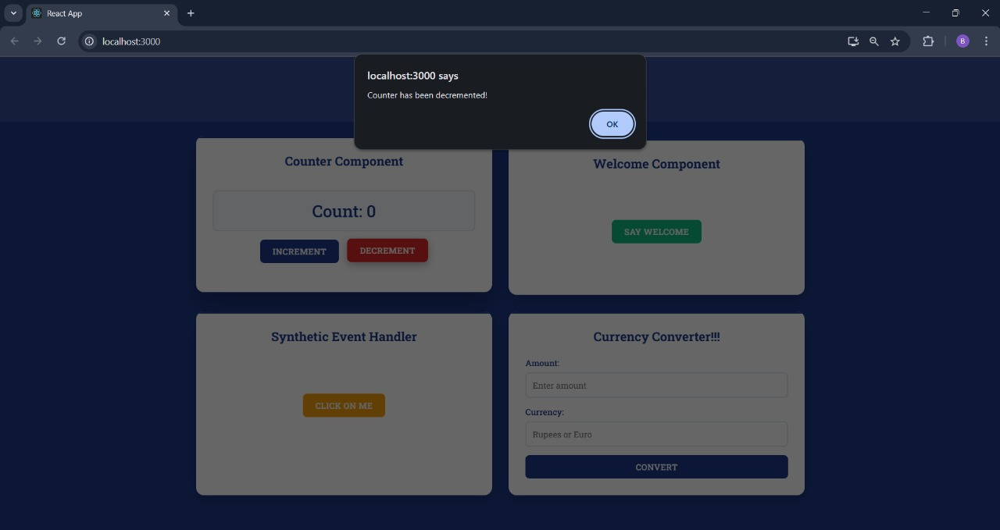 React App
localhost:3000
B
localhost:3000 says
Counter has been decremented!
OK
Counter Component
Count: 0
INCREMENT
DECREMENT
Welcome Component
SAY WELCOME
Synthetic Event Handler
CLICK ON ME
Currency Converter!!!
Amount:
Enter amount
Currency:
Rupees or Euro
CONVERT